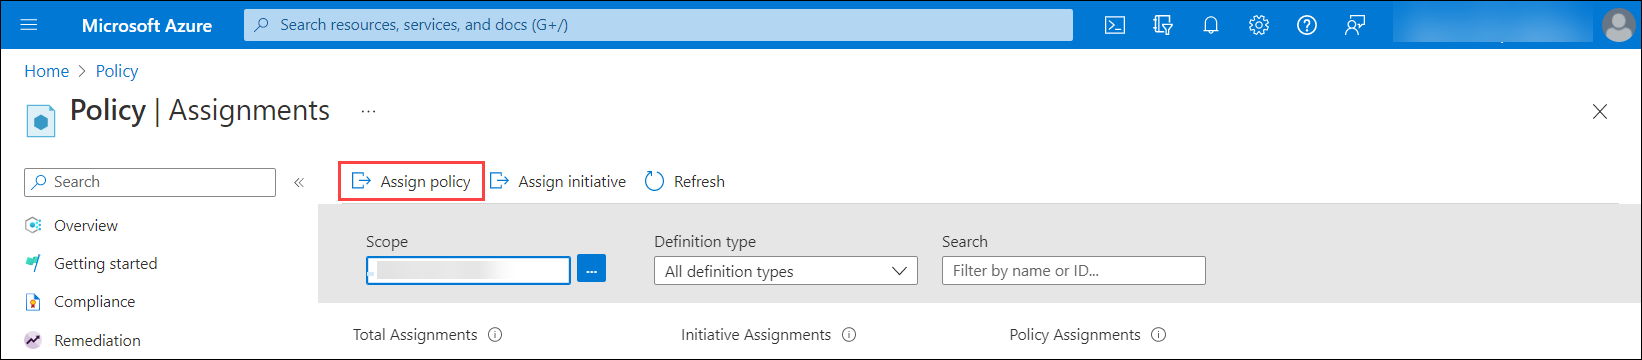 Microsoft Azure
Search resources, services, and docs (G+/)
Home > Policy
Policy | Assignments ...
Search «
Assign policy Assign initiative Refresh
Overview
Getting started
Compliance
Remediation
Scope Definition type Search
... All definition types Filter by name or ID...
Total Assignments Initiative Assignments Policy Assignments